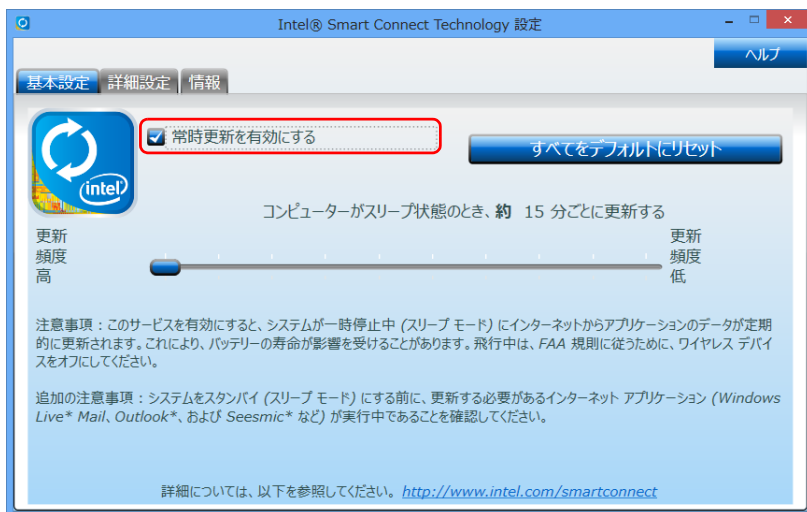 Intel® Smart Connect Technology 設定
ヘルプ
基本設定 詳細設定 情報
常時更新を有効にする
すべてをデフォルトにリセット
intel
コンピューターがスリープ状態のとき、約 15 分ごとに更新する
更新
頻度
高
更新
頻度
低
注意事項：このサービスを有効にすると、システムが一時停止中 (スリープ モード) にインターネットからアプリケーションのデータが定期
的に更新されます。これにより、バッテリーの寿命が影響を受けることがあります。飛行中は、FAA 規則に従うために、ワイヤレス デバイ
スをオフにしてください。
追加の注意事項：システムをスタンバイ (スリープ モード) にする前に、更新する必要があるインターネット アプリケーション (Windows
Live* Mail、Outlook*、および Seesmic* など) が実行中であることを確認してください。
詳細については、以下を参照してください。 http://www.intel.com/smartconnect